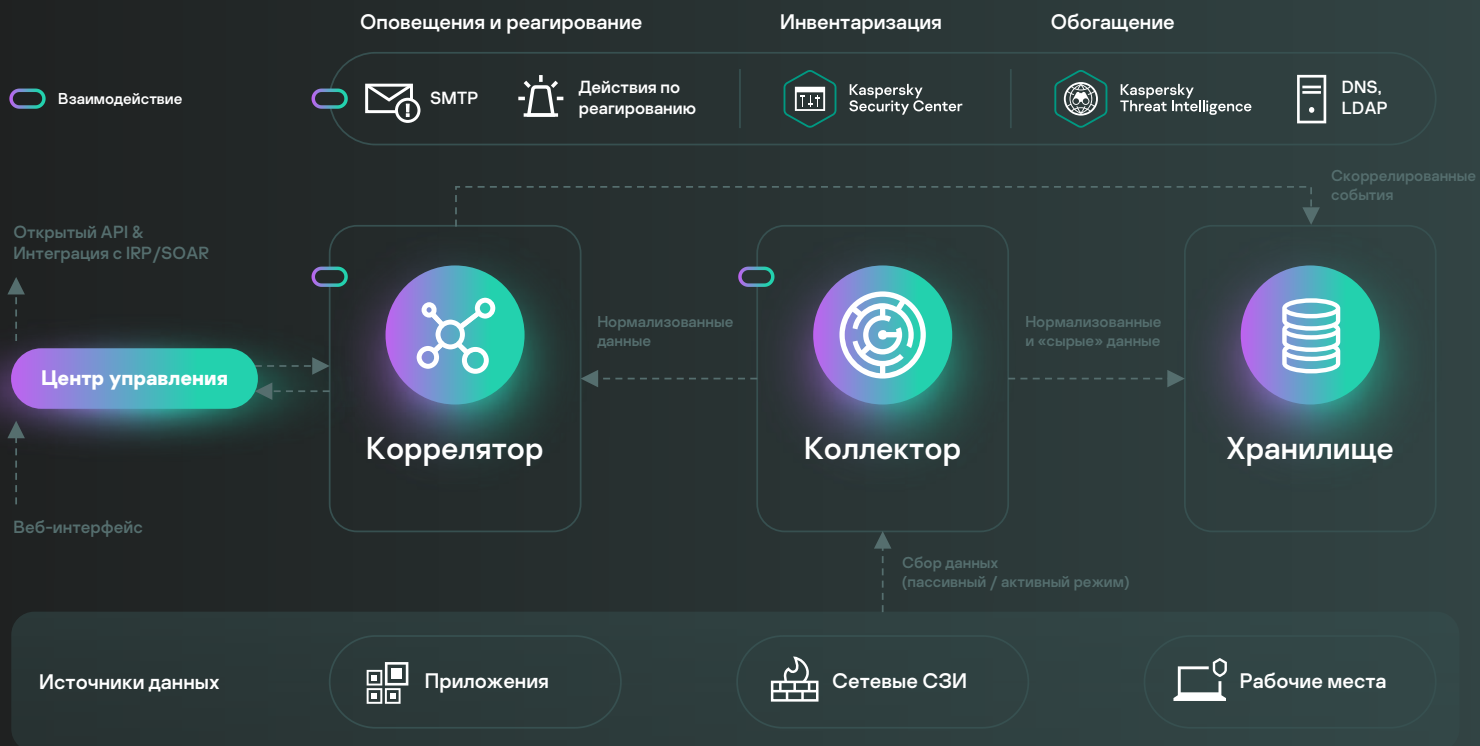 Оповещения и реагирование
Инвентаризация
Обогащение
Взаимодействие
SMTP
Действия по
реагированию
Kaspersky
Security Center
Kaspersky
Threat Intelligence
DNS,
LDAP
Скоррелированные
события
Открытый API &
Интеграция с IRP/SOAR
Нормализованные
данные
Нормализованные
и «сырые» данные
Центр управления
Коррелятор
Коллектор
Хранилище
Веб-интерфейс
Сбор данных
(пассивный / активный режим)
Источники данных
Приложения
Сетевые СЗИ
Рабочие места